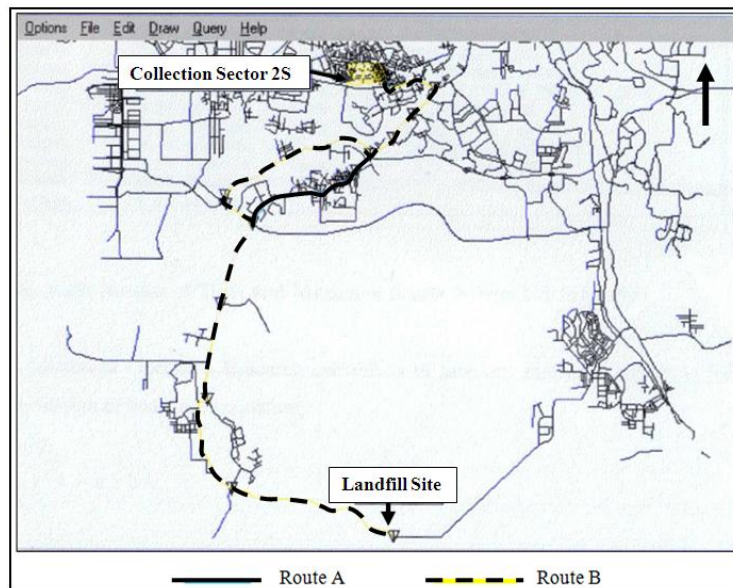 Options File Edit Draw Query Help
Collection Sector 2S
Landfill Site
Route A
Route B